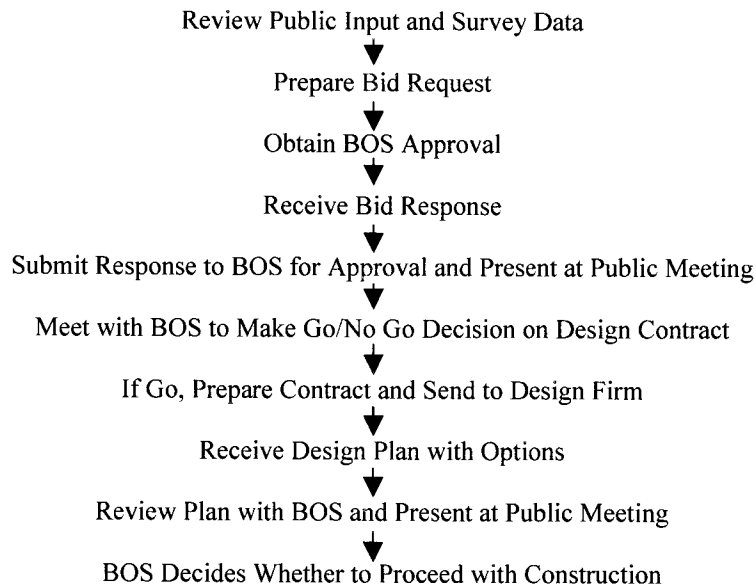 Review Public Input and Survey Data
Prepare Bid Request
Obtain BOS Approval
Receive Bid Response
Submit Response to BOS for Approval and Present at Public Meeting
Meet with BOS to Make Go/No Go Decision on Design Contract
If Go, Prepare Contract and Send to Design Firm
Receive Design Plan with Options
Review Plan with BOS and Present at Public Meeting
BOS Decides Whether to Proceed with Construction